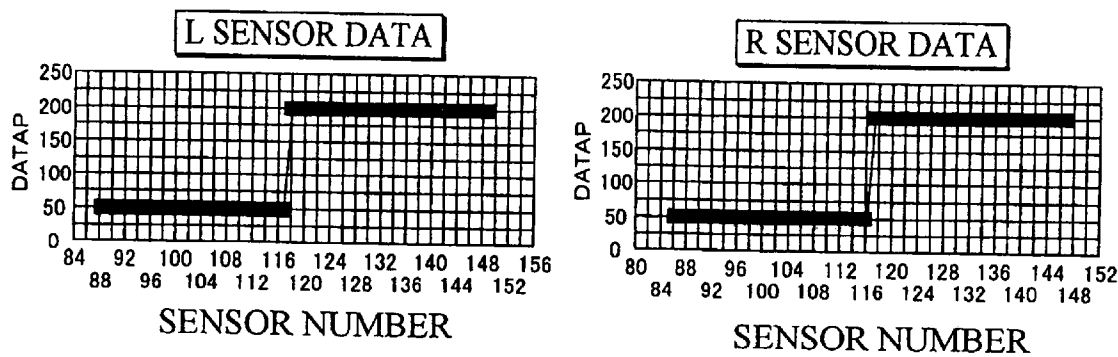 L SENSOR DATA
250
200
150
100
50
0
DATAP
84 92 100 108 116 124 132 140 148 156
88 96 104 112 120 128 136 144 152
SENSOR NUMBER
R SENSOR DATA
250
200
150
100
50
0
DATAP
80 88 96 104 112 120 128 136 144 152
84 92 100 108 116 124 132 140 148
SENSOR NUMBER